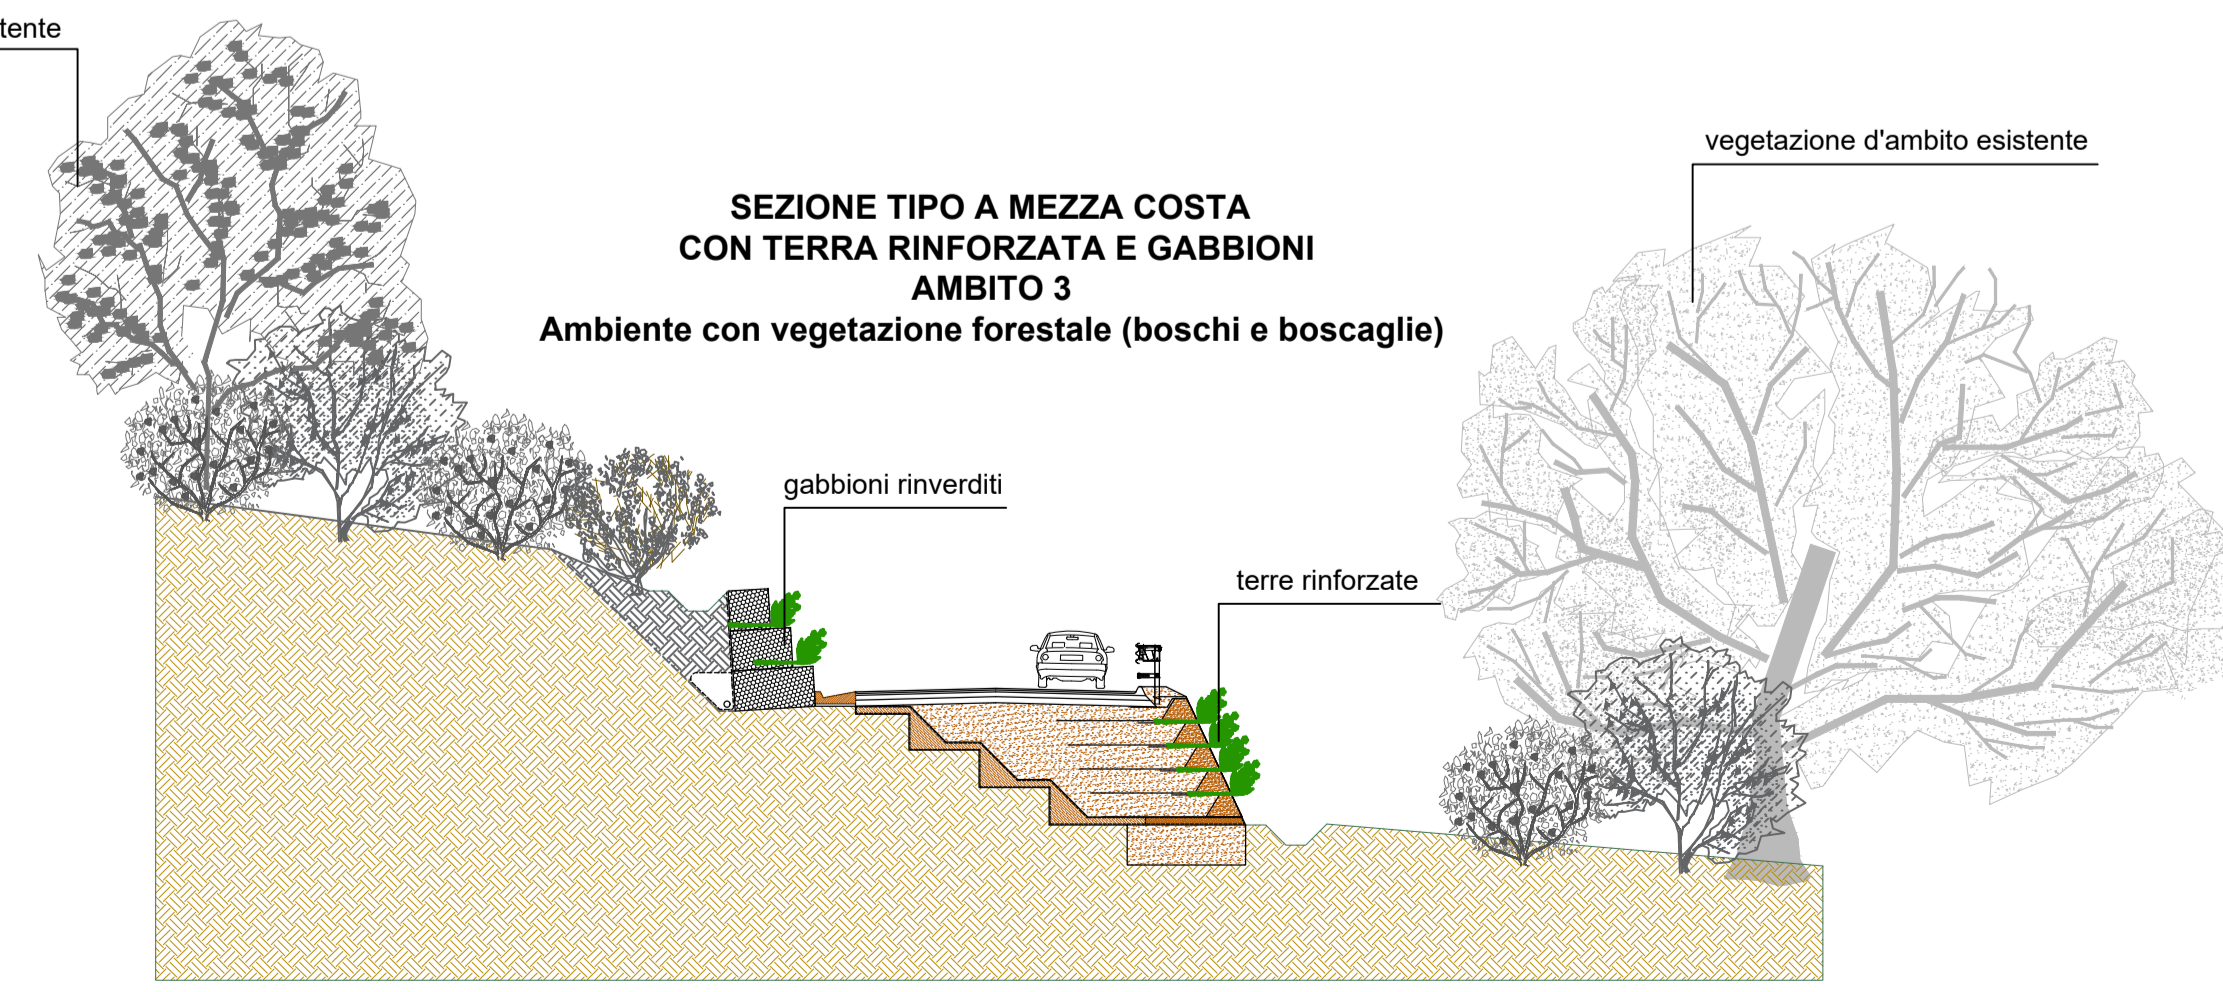 tente
vegetazione d'ambito esistente
SEZIONE TIPO A MEZZA COSTA
CON TERRA RINFORZATA E GABBIONI
AMBITO 3
Ambiente con vegetazione forestale (boschi e boscaglie)
gabbioni rinverditi
terre rinforzate